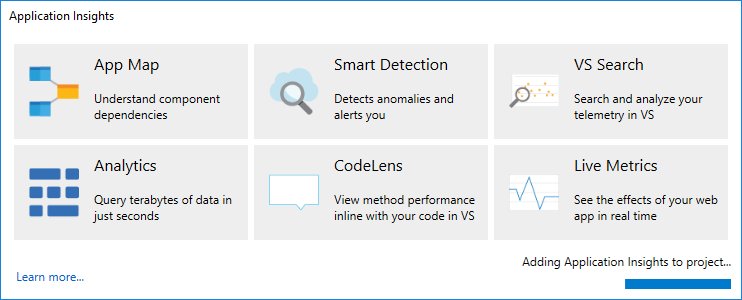 Application Insights
App Map
Understand component
dependencies
Smart Detection
Detects anomalies and
alerts you
VS Search
Search and analyze your
telemetry in VS
Analytics
Query terabytes of data in
just seconds
CodeLens
View method performance
inline with your code in VS
Live Metrics
See the effects of your web
app in real time
Adding Application Insights to project...
Learn more...